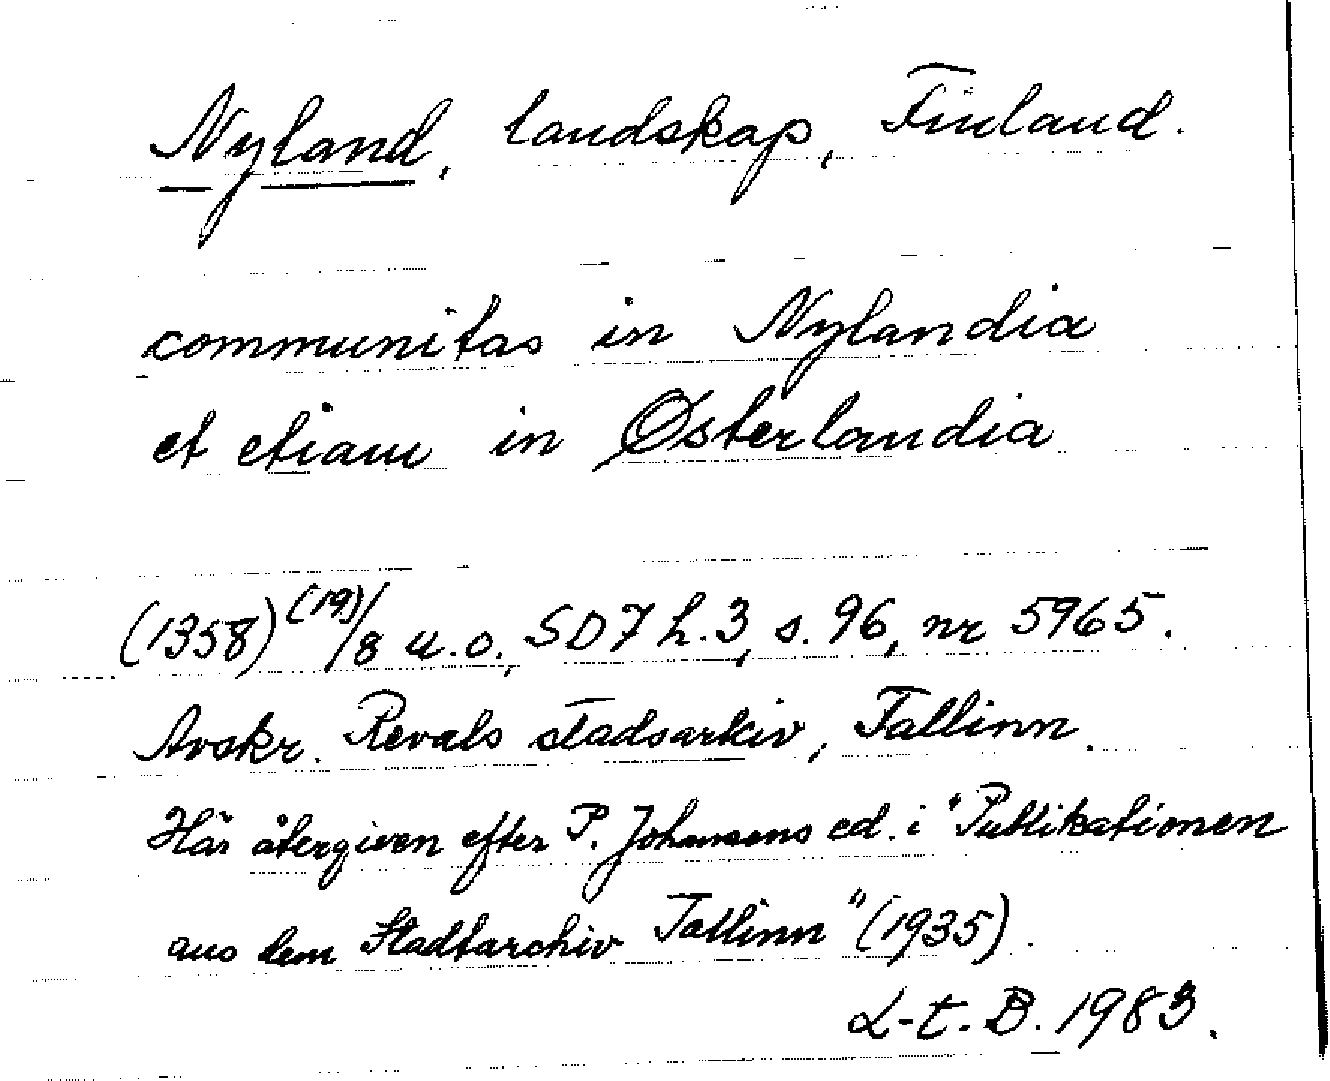 Nyland, landskap, Finland.
communitas in Nylandia
et etiam in Østerlandia
(1358) (19)/8 u.o., SD7 h.3, s. 96, nr 5965.
Avskr. Revals stadsarkiv, Tallinn.
Här återgiven efter P. Johansens ed. i "Publikationen
aus dem Stadtarchiv Tallinn" (1935).
L-t. B. 1983.